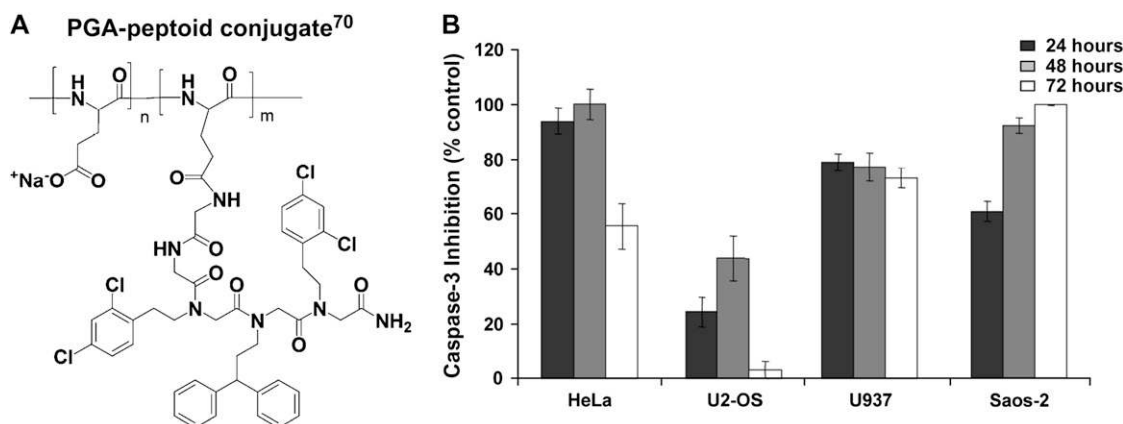 A PGA-peptoid conjugate70
H
N
O
n
H
N
O
m
+Na-O
O
O
NH
O
HN
O
Cl
Cl
Cl
Cl
N
O
N
O
N
O
NH2
B
24 hours
48 hours
72 hours
Caspase-3 Inhibition (% control)
120
100
80
60
40
20
0
HeLa U2-OS U937 Saos-2